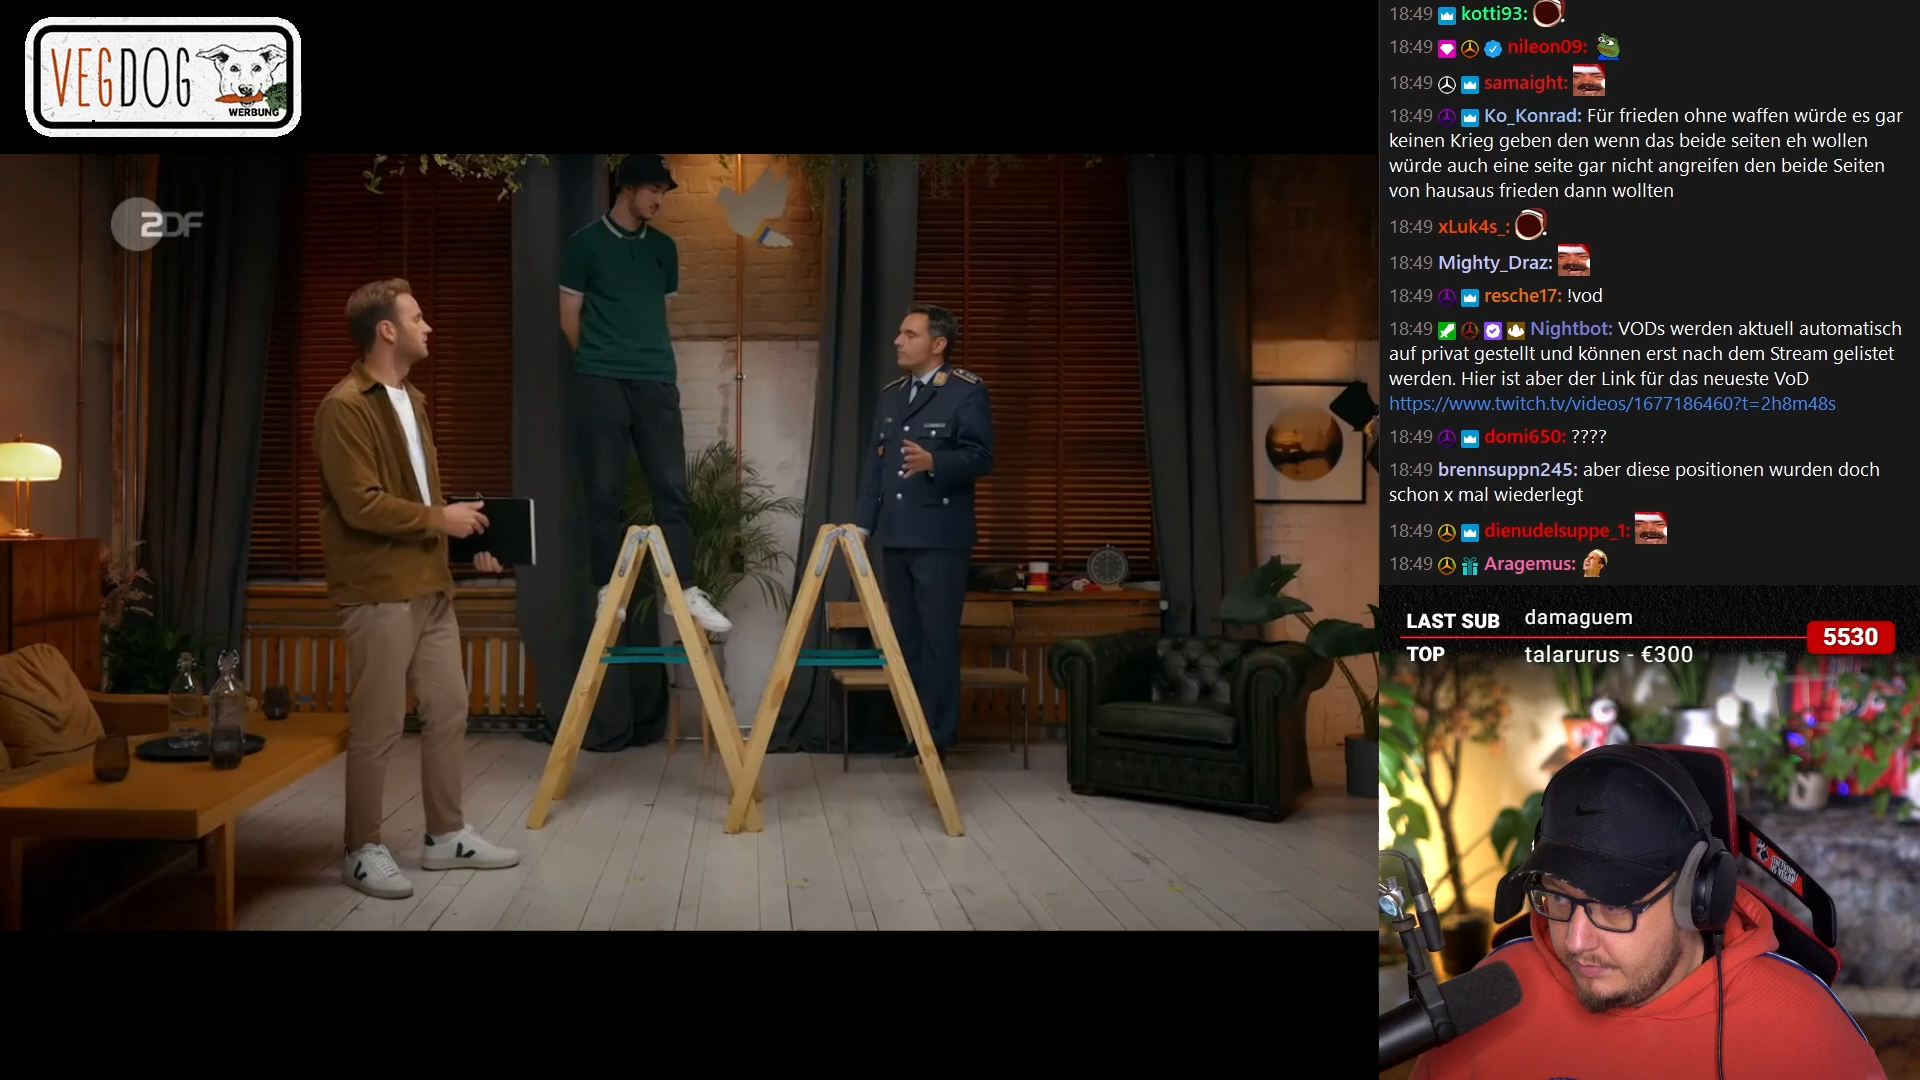 VEGDOG
WERBUNG
2DF
18:49 kotti93:
18:49 nileon09:
18:49 samaight:
18:49 Ko_Konrad: Für frieden ohne waffen würde es gar
keinen Krieg geben den wenn das beide seiten eh wollen
würde auch eine seite gar nicht angreifen den beide Seiten
von hausaus frieden dann wollten
18:49 xLuk4s_:
18:49 Mighty_Draz:
18:49 resche17: !vod
18:49 Nightbot: VODs werden aktuell automatisch
auf privat gestellt und können erst nach dem Stream gelistet
werden. Hier ist aber der Link für das neueste VoD
https://www.twitch.tv/videos/1677186460?t=2h8m48s
18:49 domi650: ????
18:49 brennsuppn245: aber diese positionen wurden doch
schon x mal wiederlegt
18:49 dienudelsuppe_1:
18:49 Aragemus:
LAST SUB damaguem
5530
TOP talarurus - €300